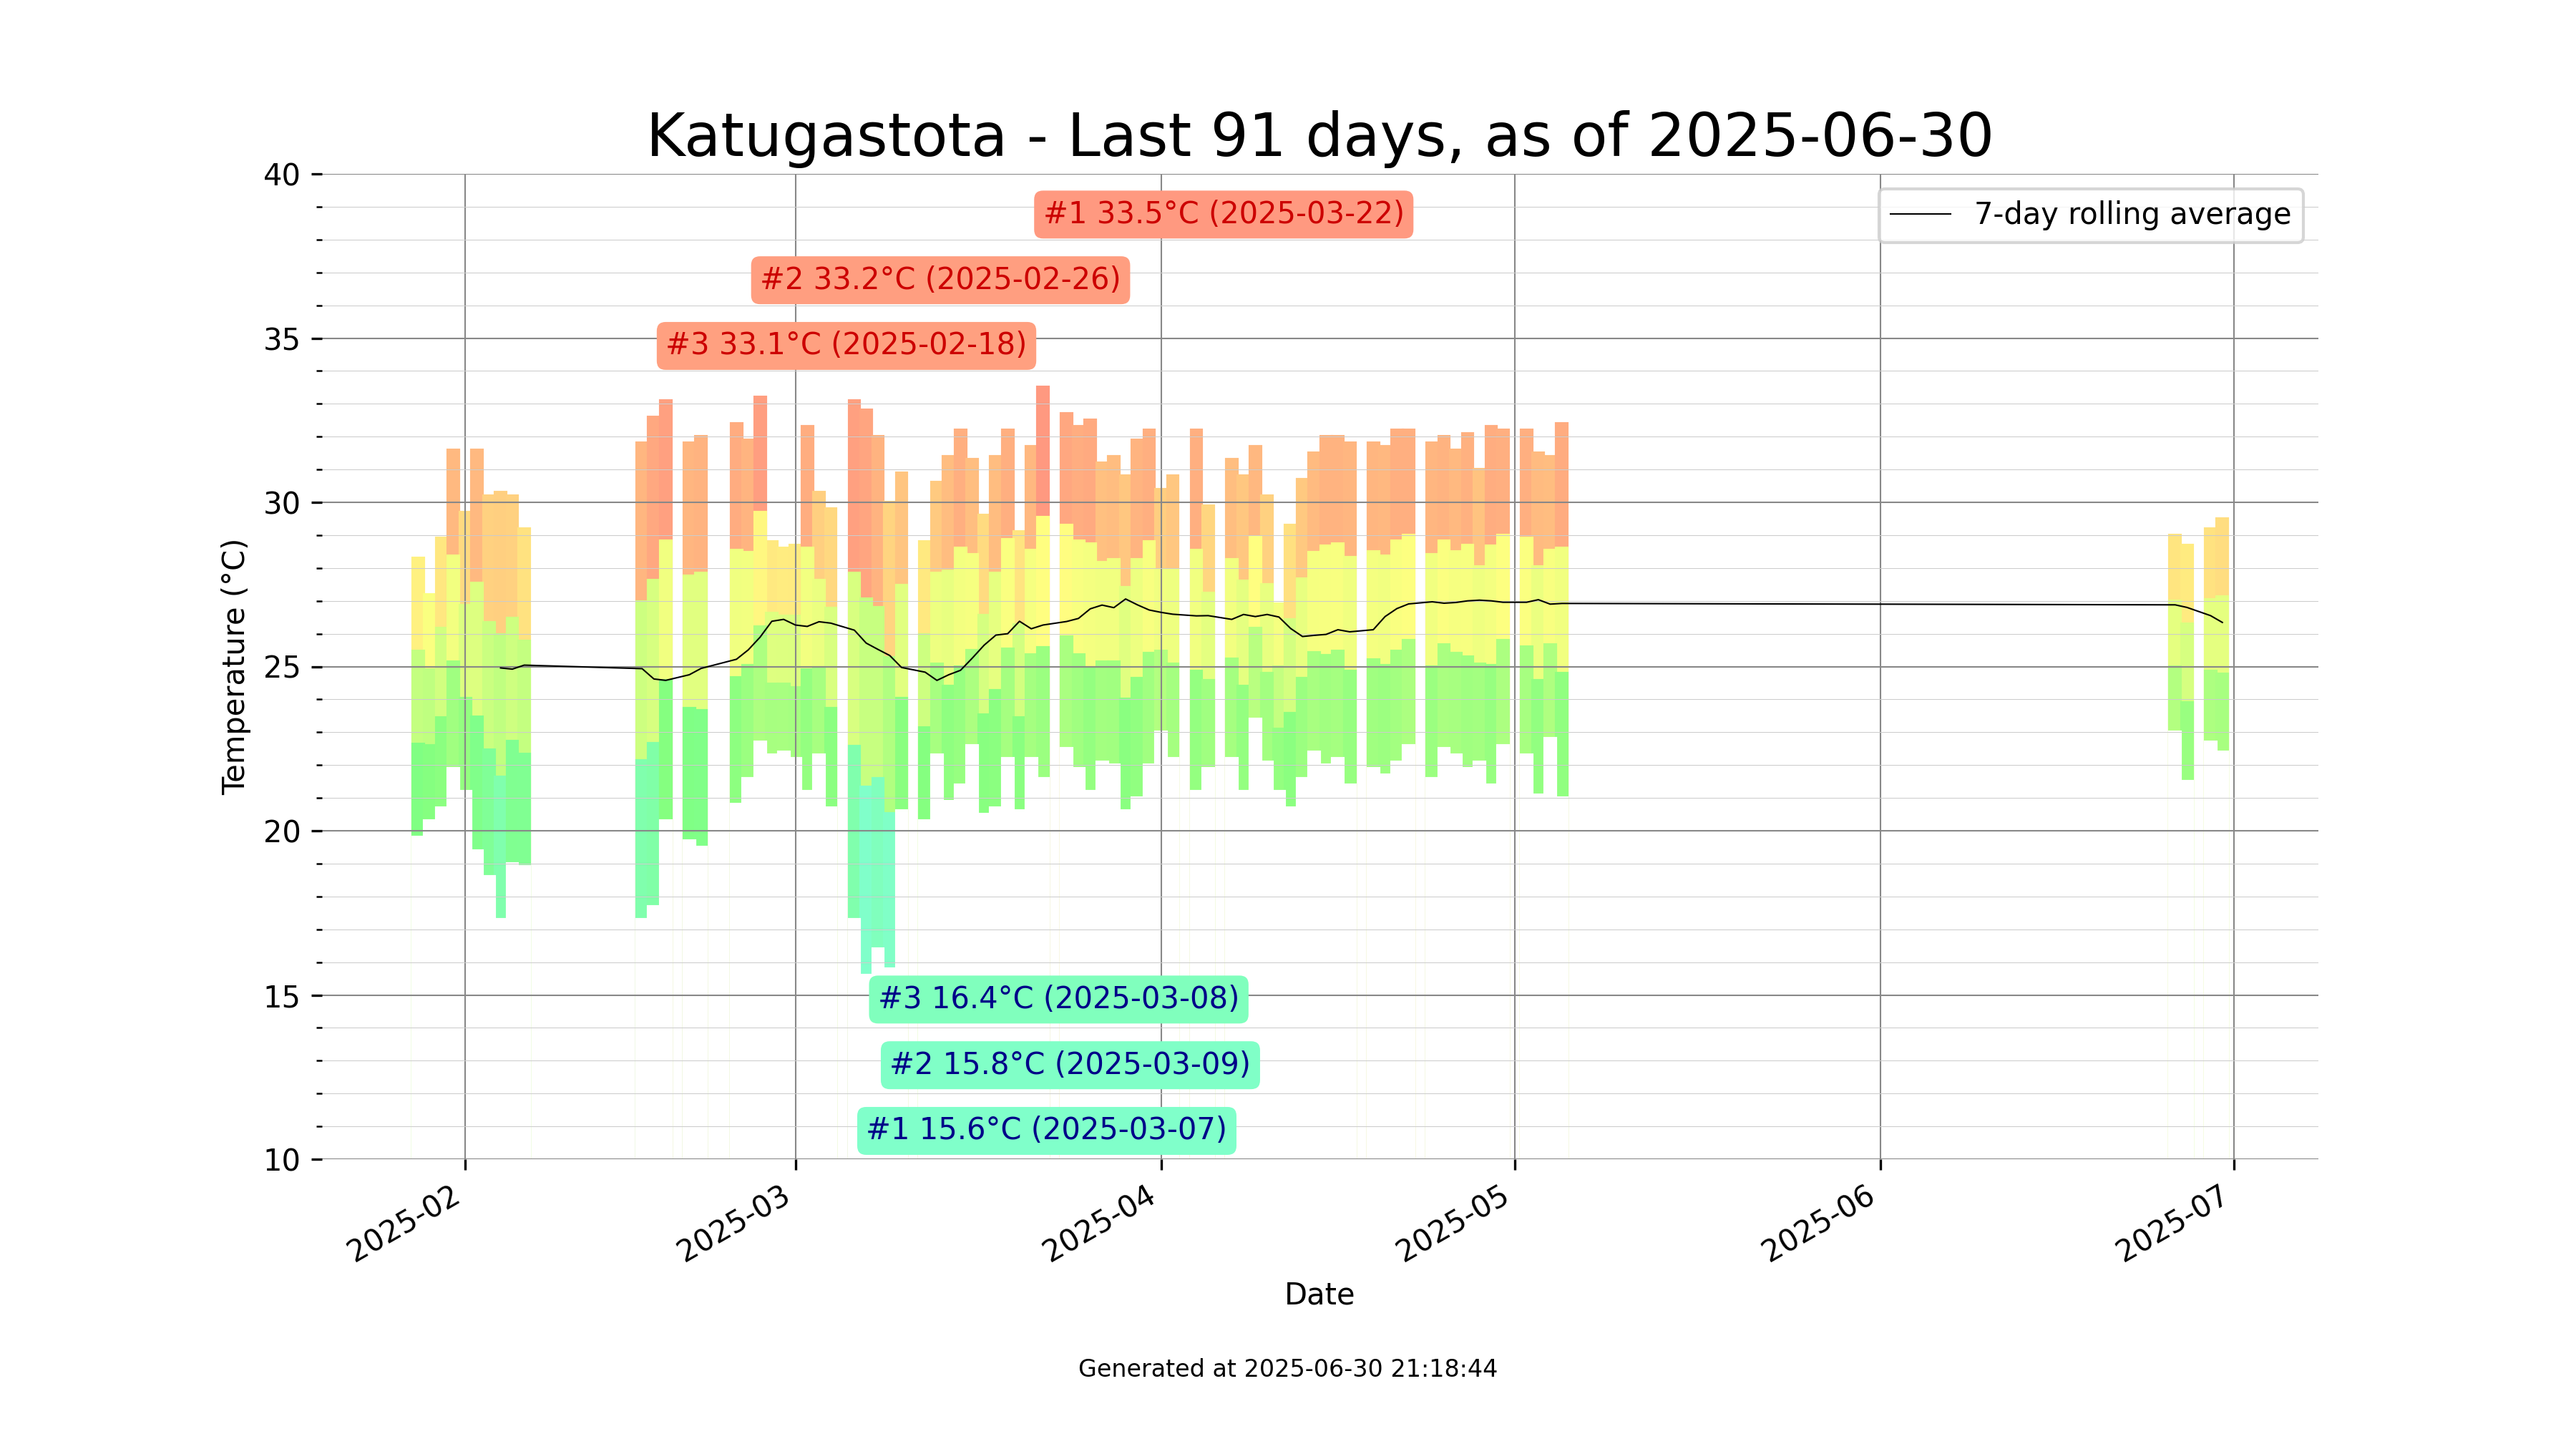 Katugastota - Last 91 days, as of 2025-06-30
#1 33.5°C (2025-03-22)
#2 33.2°C (2025-02-26)
#3 33.1°C (2025-02-18)
7-day rolling average
40
35
30
25
20
15
10
Temperature (°C)
#3 16.4°C (2025-03-08)
#2 15.8°C (2025-03-09)
#1 15.6°C (2025-03-07)
2025-02
2025-03
2025-04
2025-05
2025-06
2025-07
Date
Generated at 2025-06-30 21:18:44